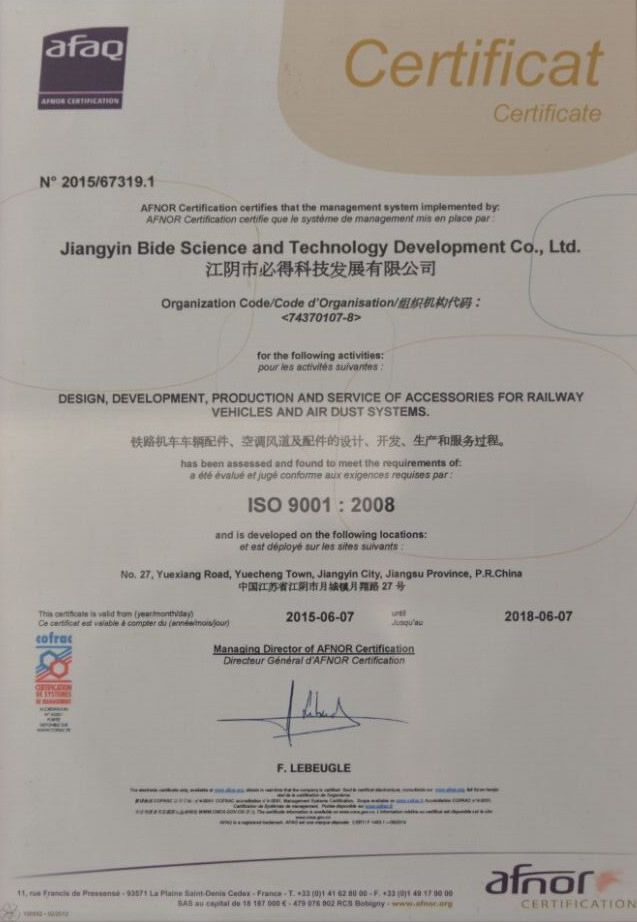 afaq
AFNOR CERTIFICATION
Certificat
Certificate
N° 2015/67319.1
AFNOR Certification certifies that the management system implemented by:
AFNOR Certification certifie que le système de management mis en place par :
Jiangyin Bide Science and Technology Development Co., Ltd.
江阴市必得科技发展有限公司
Organization Code/Code d'Organisation/组织机构代码：
<74370107-8>
for the following activities:
pour les activités suivantes :
DESIGN, DEVELOPMENT, PRODUCTION AND SERVICE OF ACCESSORIES FOR RAILWAY
VEHICLES AND AIR DUST SYSTEMS.
铁路机车车辆配件、空调风道及配件的设计、开发、生产和服务过程。
has been assessed and found to meet the requirements of:
a été évalué et jugé conforme aux exigences requises par :
ISO 9001 : 2008
and is developed on the following locations:
et est déployé sur les sites suivants :
No. 27, Yuexiang Road, Yuecheng Town, Jiangyin City, Jiangsu Province, P.R.China
中国江苏省江阴市月城镇月翔路 27 号
This certificate is valid from (year/month/day)
Ce certificat est valable à compter du (année/mois/jour)
2015-06-07
until
Jusqu'au
2018-06-07
cofrac
CERTIFICATION
DE SYSTEMES
DE MANAGEMENT
Managing Director of AFNOR Certification
Directeur Général d'AFNOR Certification
F. LEBEUGLE
11, rue Francis de Pressensé - 93571 La Plaine Saint-Denis Cedex - France - T. +33 (0)1 41 62 80 00 - F. +33 (0)1 49 17 90 00
SAS au capital de 18 187 000 € - 479 076 002 RCS Bobigny - www.afnor.org
afnor
CERTIFICATION